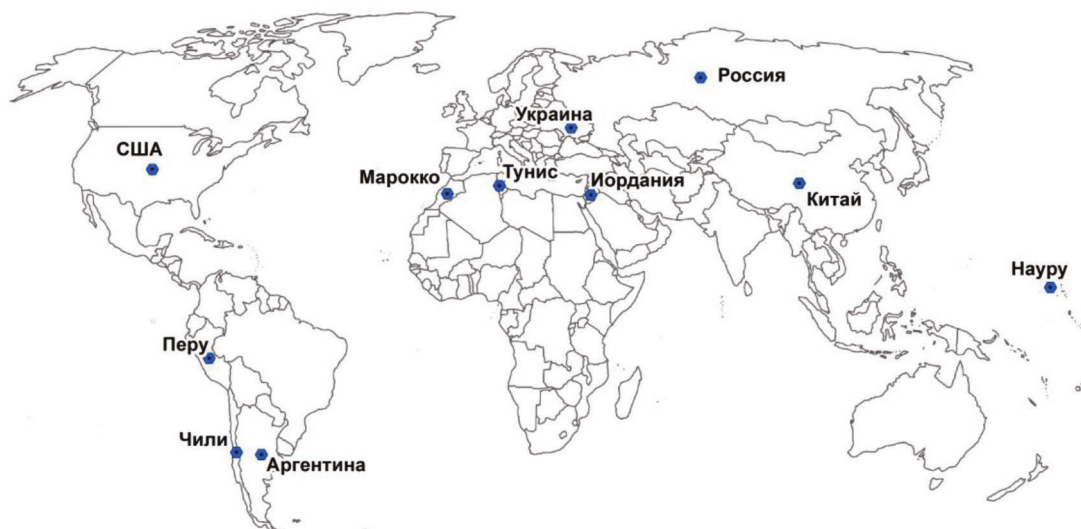 Россия
Украина
США
Марокко
Тунис
Иордания
Китай
Науру
Перу
Чили
Аргентина